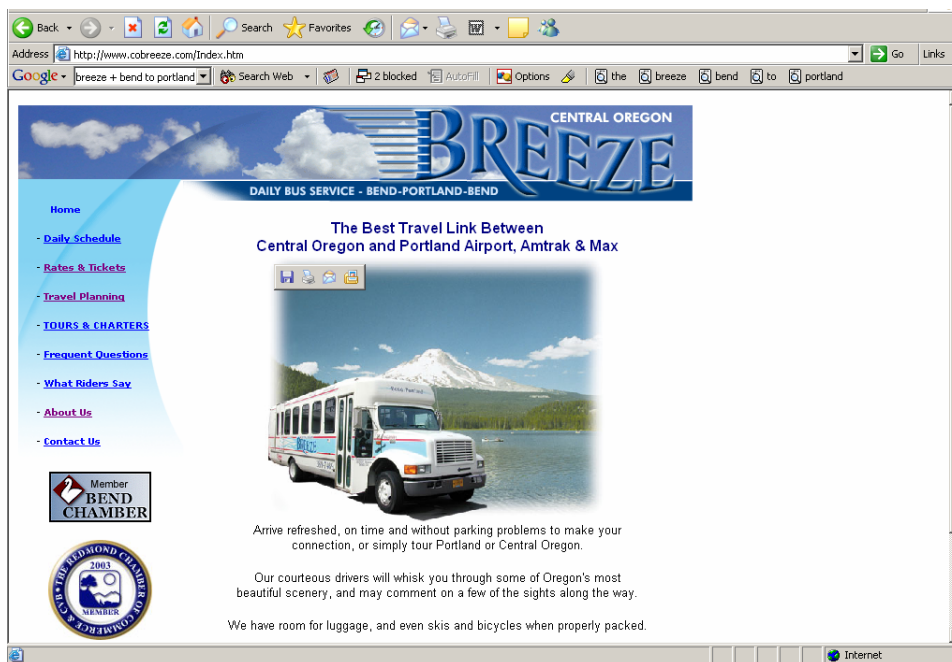 Back Search Favorites
Address http://www.cobreeze.com/Index.htm Go Links
Google breeze + bend to portland Search Web 2 blocked AutoFill Options the breeze bend to portland
CENTRAL OREGON
BREEZE
DAILY BUS SERVICE - BEND-PORTLAND-BEND
Home
- Daily Schedule
- Rates & Tickets
- Travel Planning
- TOURS & CHARTERS
- Frequent Questions
- What Riders Say
- About Us
- Contact Us
Member
BEND
CHAMBER
THE REDMOND CHAMBER OF COMMERCE & CVB
2003
MEMBER
The Best Travel Link Between
Central Oregon and Portland Airport, Amtrak & Max
BREEZE
Arrive refreshed, on time and without parking problems to make your
connection, or simply tour Portland or Central Oregon.
Our courteous drivers will whisk you through some of Oregon's most
beautiful scenery, and may comment on a few of the sights along the way.
We have room for luggage, and even skis and bicycles when properly packed.
Internet